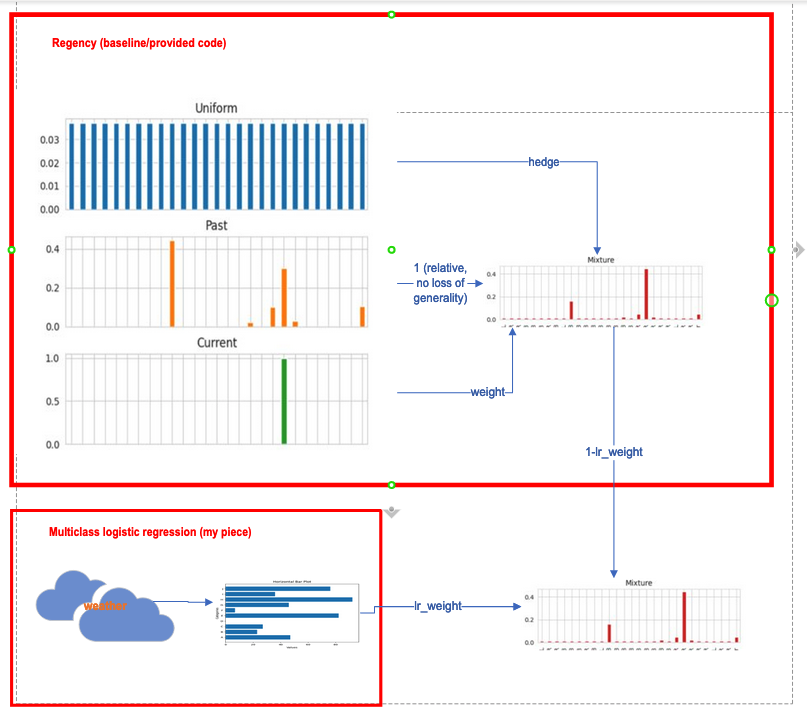 Regency (baseline/provided code)
Uniform
0.03
0.02
0.01
0.00
hedge
Past
0.4
0.2
0.0
1 (relative,
no loss of
generality)
Mixture
0.4
0.2
0.0
Current
1.0
0.5
0.0
weight
1-lr_weight
Multiclass logistic regression (my piece)
weather
Horizontal Bar Plot
lr_weight
Mixture
0.4
0.2
0.0